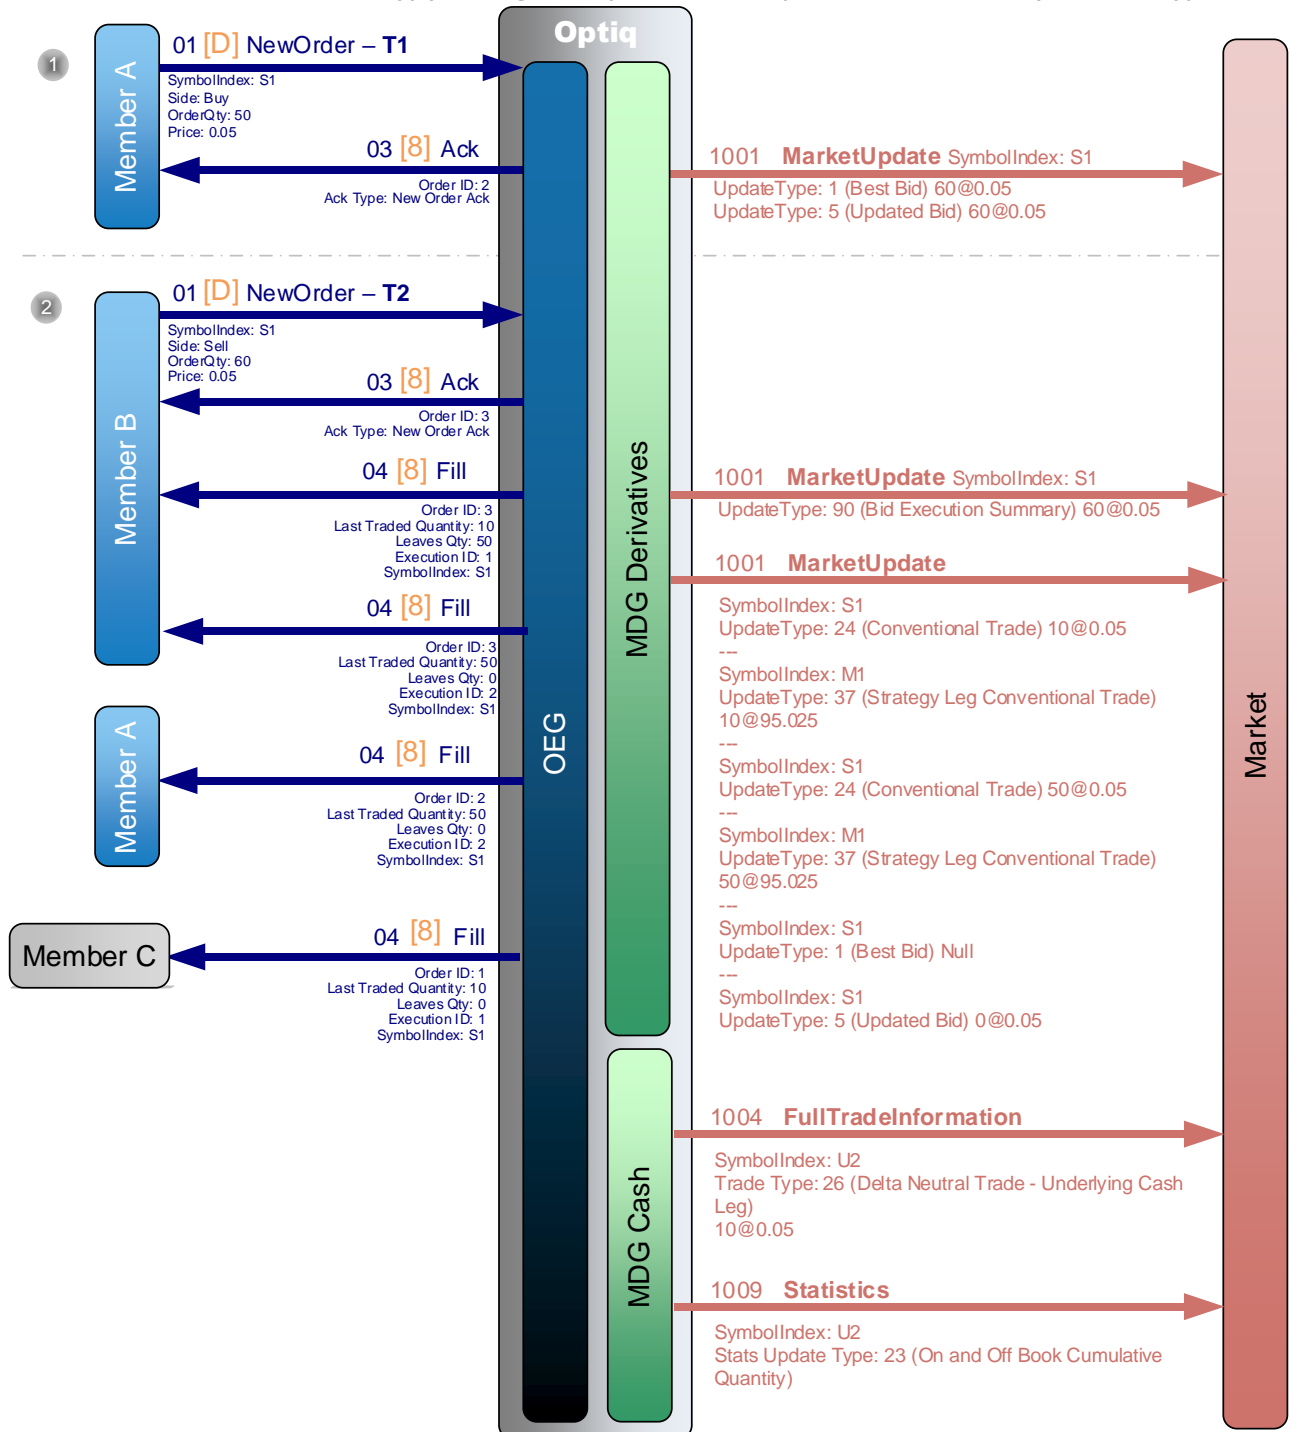 Optiq
1
Member A
01 [D] NewOrder – T1
SymbolIndex: S1
Side: Buy
OrderQty: 50
Price: 0.05
03 [8] Ack
Order ID: 2
Ack Type: New Order Ack
1001 MarketUpdate SymbolIndex: S1
UpdateType: 1 (Best Bid) 60@0.05
UpdateType: 5 (Updated Bid) 60@0.05
2
Member B
01 [D] NewOrder – T2
SymbolIndex: S1
Side: Sell
OrderQty: 60
Price: 0.05
03 [8] Ack
Order ID: 3
Ack Type: New Order Ack
04 [8] Fill
Order ID: 3
Last Traded Quantity: 10
Leaves Qty: 50
Execution ID: 1
SymbolIndex: S1
04 [8] Fill
Order ID: 3
Last Traded Quantity: 50
Leaves Qty: 0
Execution ID: 2
SymbolIndex: S1
Member A
04 [8] Fill
Order ID: 2
Last Traded Quantity: 50
Leaves Qty: 0
Execution ID: 2
SymbolIndex: S1
Member C
04 [8] Fill
Order ID: 1
Last Traded Quantity: 10
Leaves Qty: 0
Execution ID: 1
SymbolIndex: S1
OEG
MDG Derivatives
MDG Cash
1001 MarketUpdate SymbolIndex: S1
UpdateType: 90 (Bid Execution Summary) 60@0.05
1001 MarketUpdate
SymbolIndex: S1
UpdateType: 24 (Conventional Trade) 10@0.05
---
SymbolIndex: M1
UpdateType: 37 (Strategy Leg Conventional Trade)
10@95.025
---
SymbolIndex: S1
UpdateType: 24 (Conventional Trade) 50@0.05
---
SymbolIndex: M1
UpdateType: 37 (Strategy Leg Conventional Trade)
50@95.025
---
SymbolIndex: S1
UpdateType: 1 (Best Bid) Null
---
SymbolIndex: S1
UpdateType: 5 (Updated Bid) 0@0.05
1004 FullTradeInformation
SymbolIndex: U2
Trade Type: 26 (Delta Neutral Trade - Underlying Cash
Leg)
10@0.05
1009 Statistics
SymbolIndex: U2
Stats Update Type: 23 (On and Off Book Cumulative
Quantity)
Market